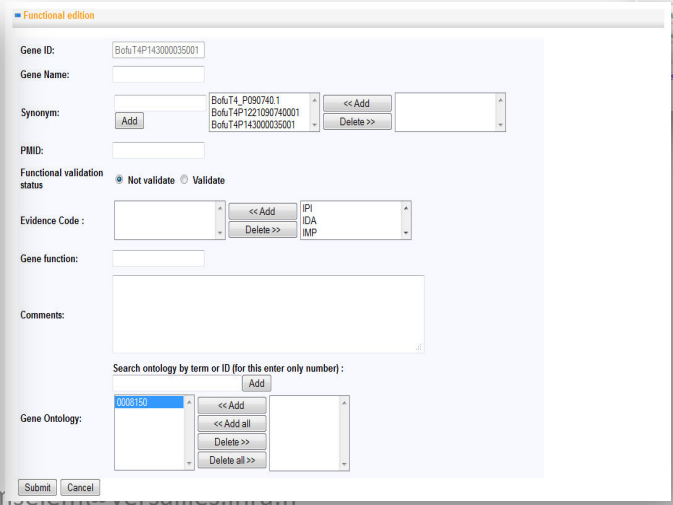 Functional edition
Gene ID: BofuT4P143000035001
Gene Name:
Synonym:
Add
BofuT4_P090740.1
BofuT4P1221090740001
BofuT4P143000035001
<< Add
Delete >>
PMID:
Functional validation
status
Not validate Validate
Evidence Code :
<< Add
Delete >>
IPI
IDA
IMP
Gene function:
Comments:
Search ontology by term or ID (for this enter only number) :
Add
Gene Ontology:
0008150
<< Add
<< Add all
Delete >>
Delete all >>
Submit Cancel